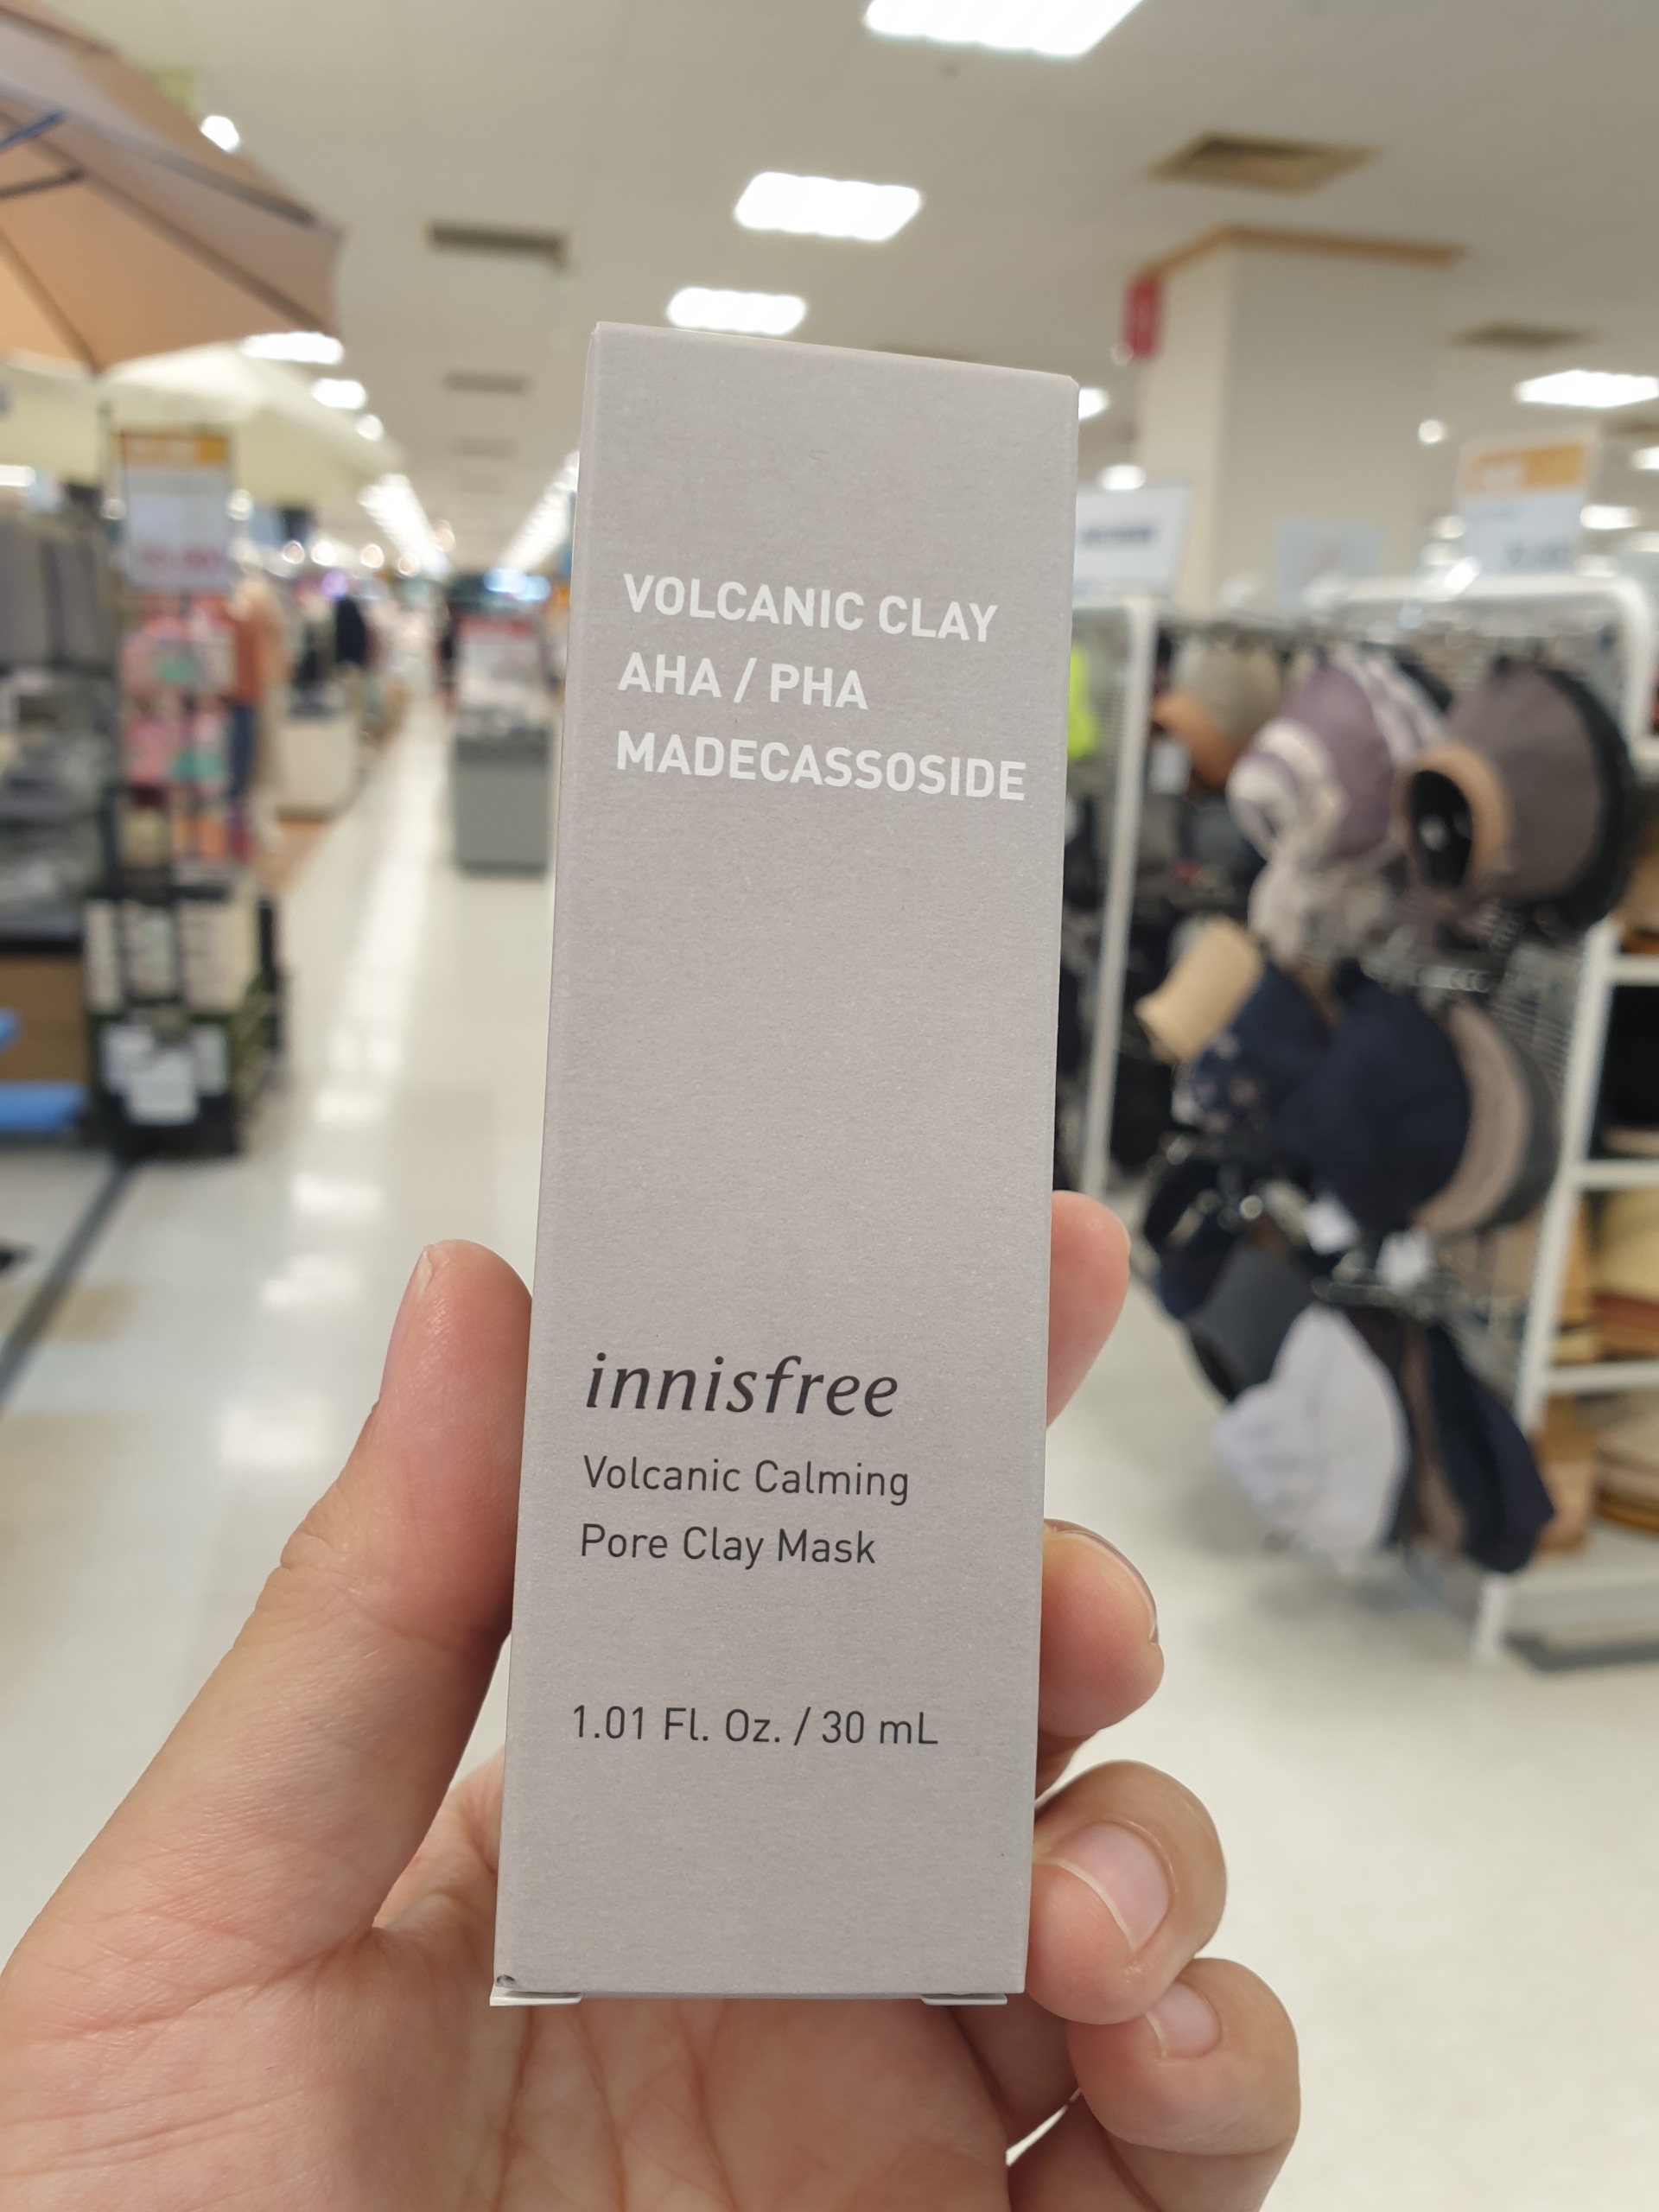 VOLCANIC CLAY
AHA / PHA
MADECASSOSIDE
innisfree
Volcanic Calming
Pore Clay Mask
1.01 Fl. Oz. / 30 mL